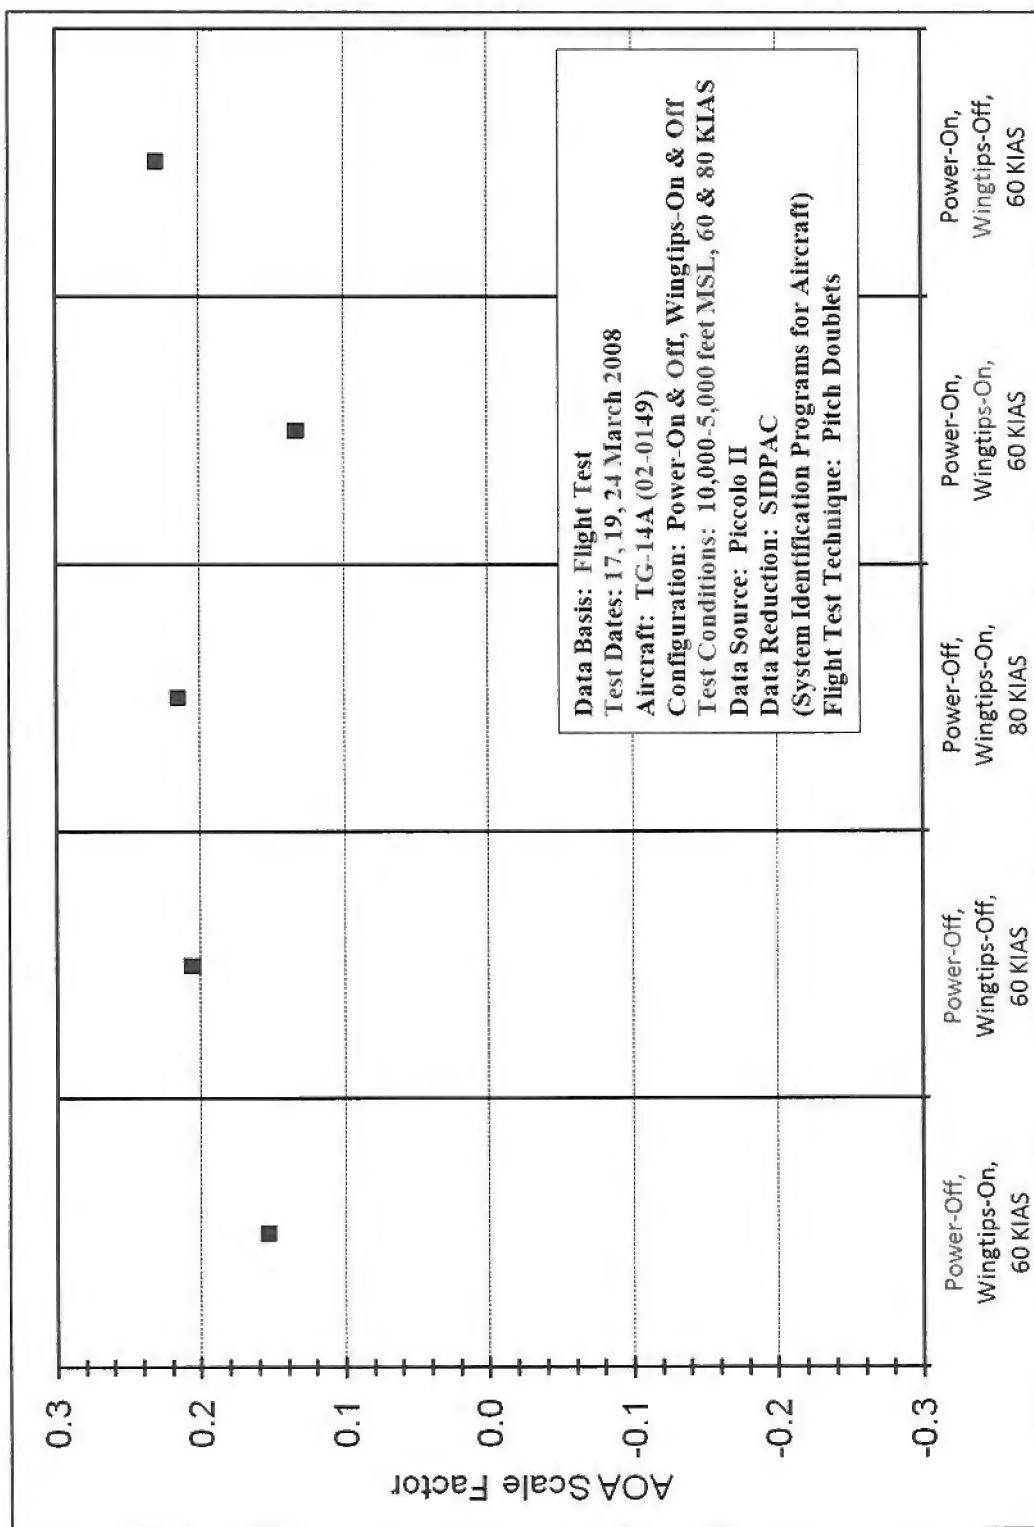 AOA Scale Factor
0.3
0.2
0.1
0.0
-0.1
-0.2
-0.3
Data Basis: Flight Test
Test Dates: 17, 19, 24 March 2008
Aircraft: TG-14A (02-0149)
Configuration: Power-On & Off, Wingtips-On & Off
Test Conditions: 10,000-5,000 feet MSL, 60 & 80 KIAS
Data Source: Piccolo II
Data Reduction: SIDPAC
(System Identification Programs for Aircraft)
Flight Test Technique: Pitch Doublets
Power-Off,
Wingtips-On,
60 KIAS
Power-Off,
Wingtips-Off,
60 KIAS
Power-Off,
Wingtips-On,
80 KIAS
Power-On,
Wingtips-On,
60 KIAS
Power-On,
Wingtips-Off,
60 KIAS